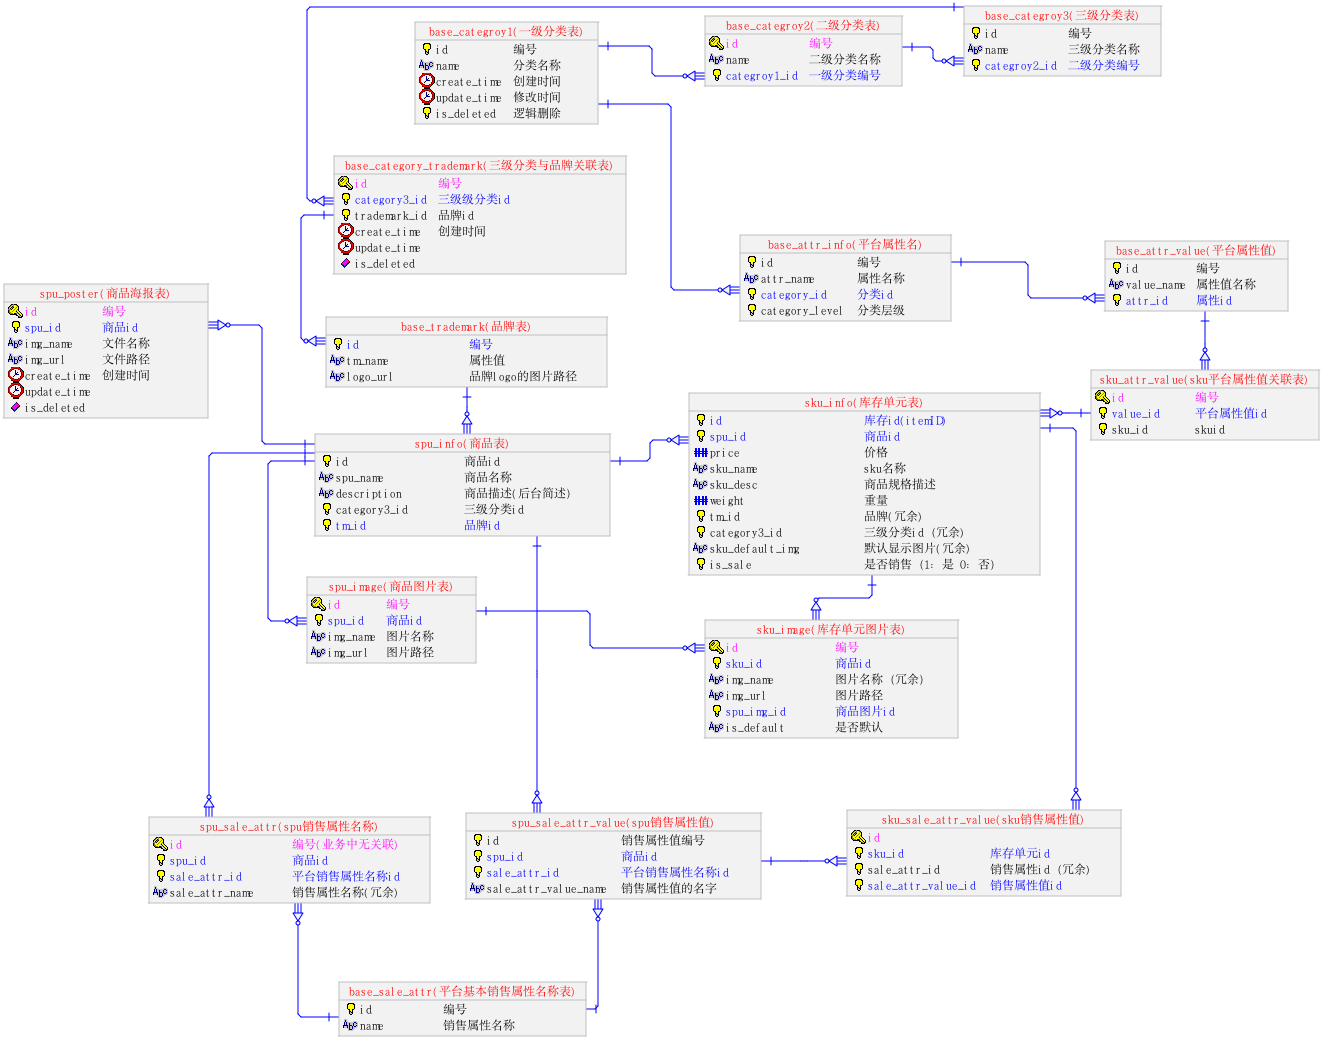 base_categroy1(一级分类表)
id 编号
name 分类名称
create_time 创建时间
update_time 修改时间
is_deleted 逻辑删除
base_categroy2(二级分类表)
id 编号
name 二级分类名称
categroy1_id 一级分类编号
base_categroy3(三级分类表)
id 编号
name 三级分类名称
categroy2_id 二级分类编号
base_category_trademark(三级分类与品牌关联表)
id 编号
category3_id 三级级分类id
trademark_id 品牌id
create_time 创建时间
update_time
is_deleted
base_attr_info(平台属性名)
id 编号
attr_name 属性名称
category_id 分类id
category_level 分类层级
base_attr_value(平台属性值)
id 编号
value_name 属性值名称
attr_id 属性id
spu_poster(商品海报表)
id 编号
spu_id 商品id
img_name 文件名称
img_url 文件路径
create_time 创建时间
update_time
is_deleted
base_trademark(品牌表)
id 编号
tm_name 属性值
logo_url 品牌logo的图片路径
sku_attr_value(sku平台属性值关联表)
id 编号
value_id 平台属性值id
sku_id skuid
sku_info(库存单元表)
id 库存id(itemID)
spu_id 商品id
price 价格
sku_name sku名称
sku_desc 商品规格描述
weight 重量
tm_id 品牌(冗余)
category3_id 三级分类id (冗余)
sku_default_img 默认显示图片(冗余)
is_sale 是否销售 (1: 是 0: 否)
spu_info(商品表)
id 商品id
spu_name 商品名称
description 商品描述(后台简述)
category3_id 三级分类id
tm_id 品牌id
spu_image(商品图片表)
id 编号
spu_id 商品id
img_name 图片名称
img_url 图片路径
sku_image(库存单元图片表)
id 编号
sku_id 商品id
img_name 图片名称 (冗余)
img_url 图片路径
spu_img_id 商品图片id
is_default 是否默认
spu_sale_attr(spu销售属性名称)
id 编号(业务中无关联)
spu_id 商品id
sale_attr_id 平台销售属性名称id
sale_attr_name 销售属性名称(冗余)
spu_sale_attr_value(spu销售属性值)
id 销售属性值编号
spu_id 商品id
sale_attr_id 平台销售属性名称id
sale_attr_value_name 销售属性值的名字
sku_sale_attr_value(sku销售属性值)
id
sku_id 库存单元id
sale_attr_id 销售属性id (冗余)
sale_attr_value_id 销售属性值id
base_sale_attr(平台基本销售属性名称表)
id 编号
name 销售属性名称